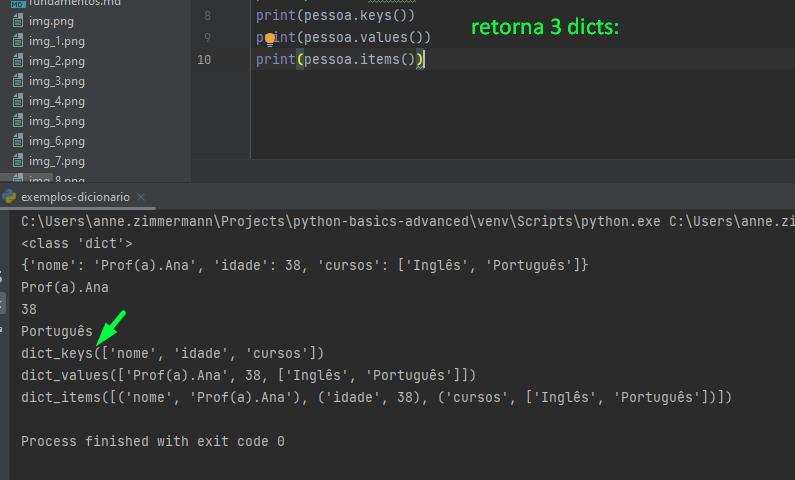 fundamentos.md
img.png
img_1.png
img_2.png
img_3.png
img_4.png
img_5.png
img_6.png
img_7.png
img_8.png
8 print(pessoa.keys())
9 print(pessoa.values())
10 print(pessoa.items())
retorna 3 dicts:
exemplos-dicionario
C:\Users\anne.zimmermann\Projects\python-basics-advanced\venv\Scripts\python.exe C:\Users\anne.zi
<class 'dict'>
{'nome': 'Prof(a).Ana', 'idade': 38, 'cursos': ['Inglês', 'Português']}
Prof(a).Ana
38
Português
dict_keys(['nome', 'idade', 'cursos'])
dict_values(['Prof(a).Ana', 38, ['Inglês', 'Português']])
dict_items([('nome', 'Prof(a).Ana'), ('idade', 38), ('cursos', ['Inglês', 'Português'])])
Process finished with exit code 0